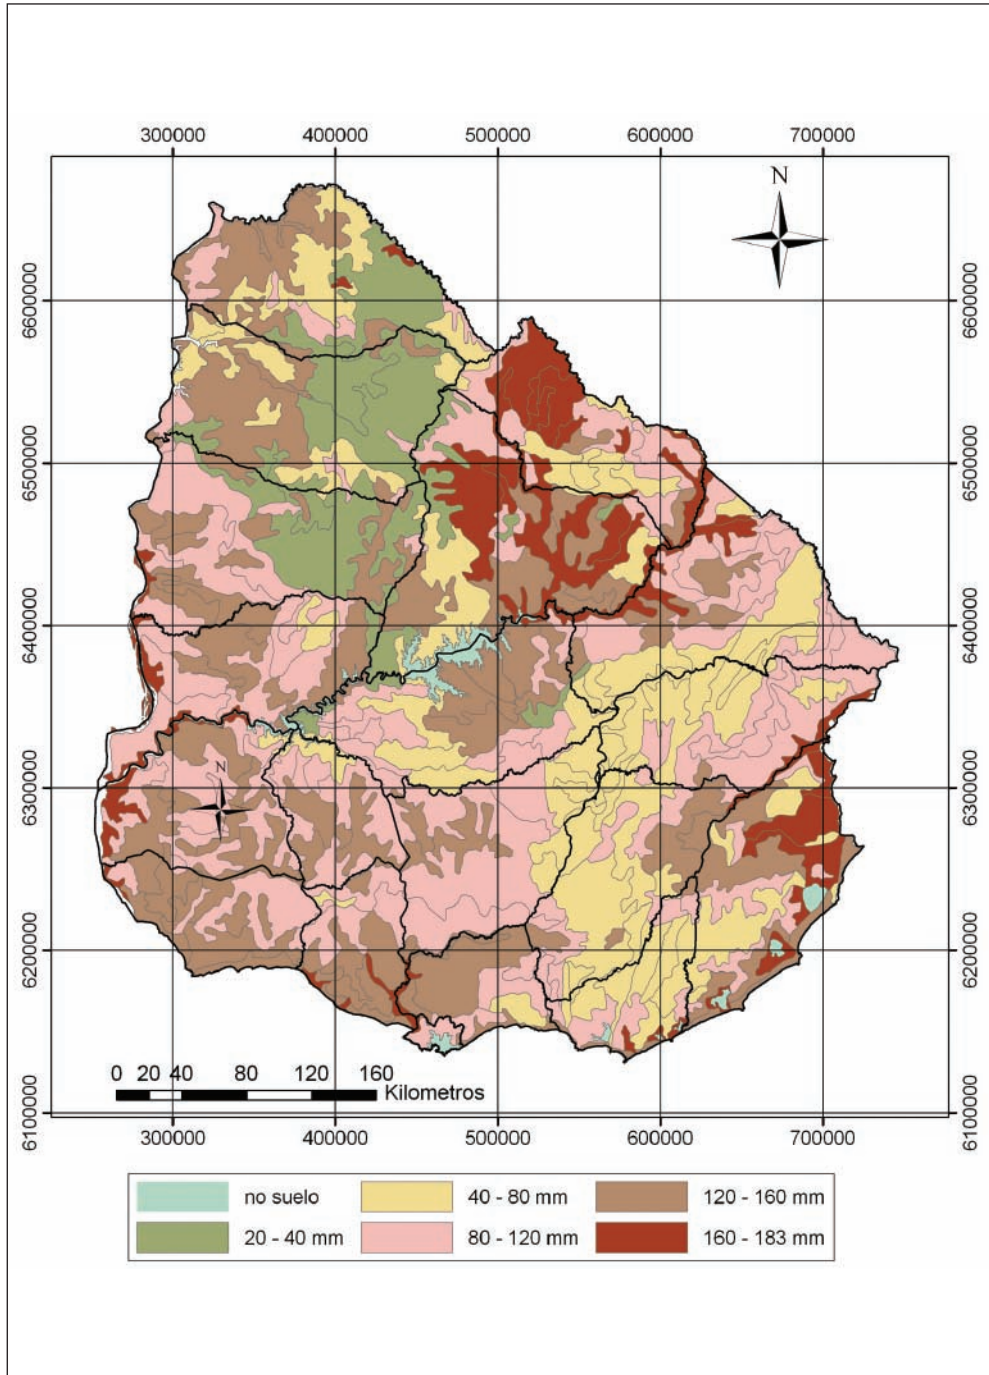 300000 400000 500000 600000 700000
N
6600000 6600000
6500000 6500000
6400000 6400000
6300000 6300000
N
6200000 6200000
0 20 40 80 120 160
Kilometros
6100000 6100000
300000 400000 500000 600000 700000
no suelo 40 - 80 mm 120 - 160 mm
20 - 40 mm 80 - 120 mm 160 - 183 mm